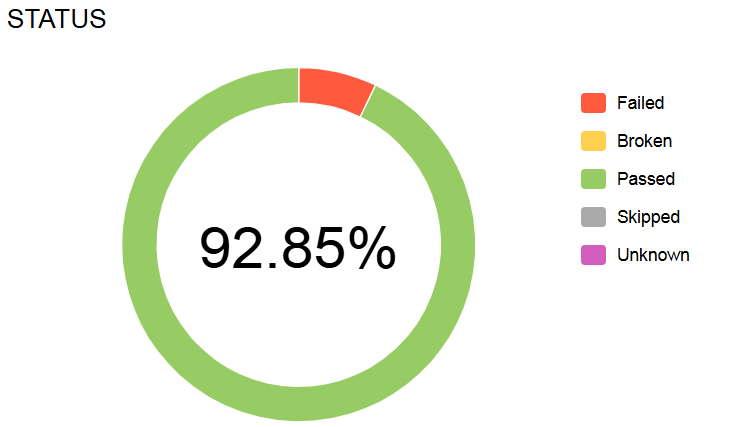 STATUS
92.85%
Failed
Broken
Passed
Skipped
Unknown